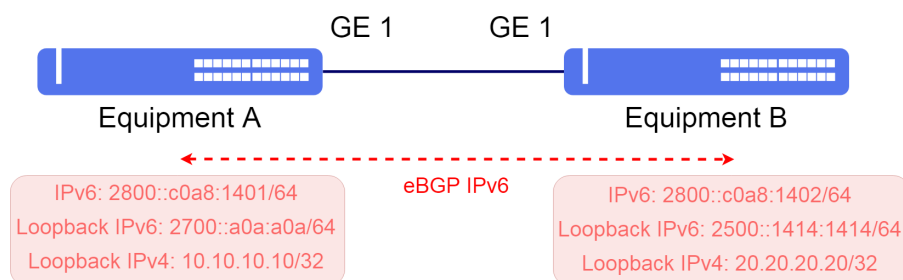 GE 1
GE 1
Equipment A
Equipment B
eBGP IPv6
IPv6: 2800::c0a8:1401/64
Loopback IPv6: 2700::a0a:a0a/64
Loopback IPv4: 10.10.10.10/32
IPv6: 2800::c0a8:1402/64
Loopback IPv6: 2500::1414:1414/64
Loopback IPv4: 20.20.20.20/32